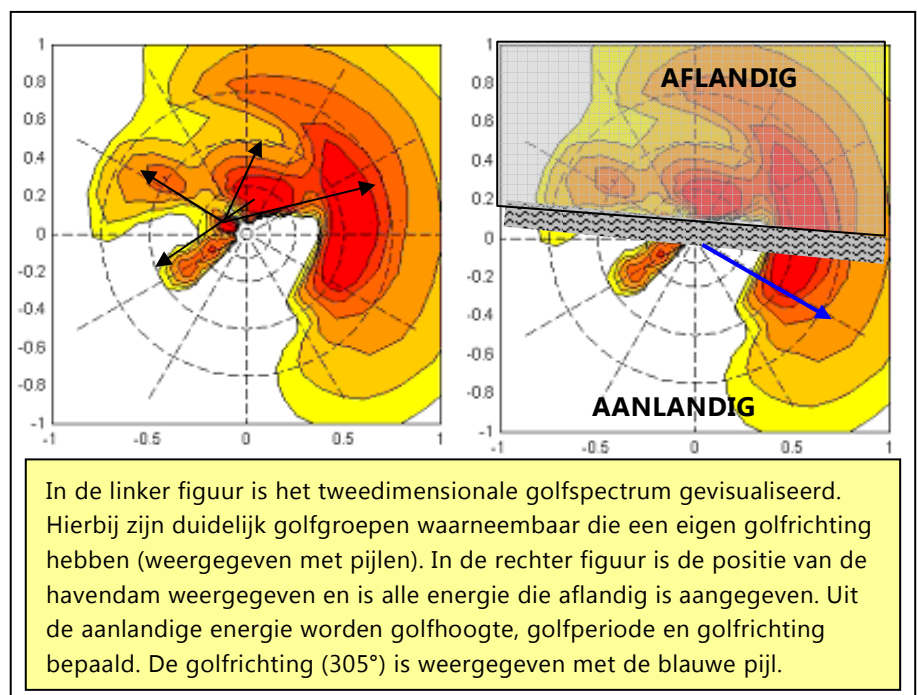 1
0.8
0.6
0.4
0.2
0
-0.2
-0.4
-0.6
-0.8
-1
-1 -0.5 0 0.5 1
1
0.8
0.6
0.4
0.2
0
-0.2
-0.4
-0.6
-0.8
-1
-1 -0.5 0 0.5 1
AFLANDIG
AANLANDIG
In de linker figuur is het tweedimensionale golfspectrum gevisualiseerd.
Hierbij zijn duidelijk golfgroepen waarneembaar die een eigen golfrichting
hebben (weergegeven met pijlen). In de rechter figuur is de positie van de
havendam weergegeven en is alle energie die aflandig is aangegeven. Uit
de aanlandige energie worden golfhoogte, golfperiode en golfrichting
bepaald. De golfrichting (305°) is weergegeven met de blauwe pijl.